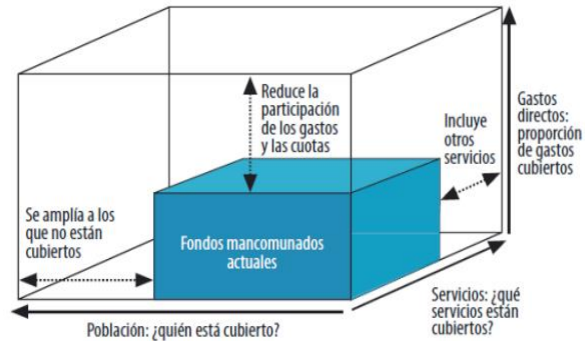 Reduce la
participación
de los gastos
y las cuotas
Incluye
otros
servicios
Gastos
directos:
proporción
de gastos
cubiertos
Se amplía a los
que no están
cubiertos
Fondos mancomunados
actuales
Servicios: ¿qué
servicios están
cubiertos?
Población: ¿quién está cubierto?